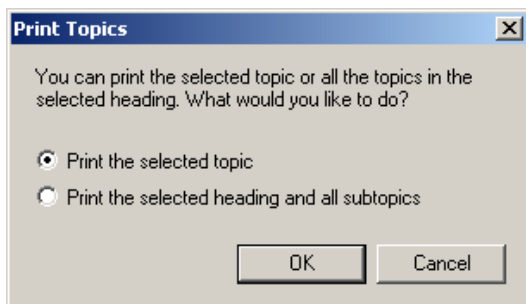 Print Topics
You can print the selected topic or all the topics in the
selected heading. What would you like to do?
Print the selected topic
Print the selected heading and all subtopics
OK
Cancel